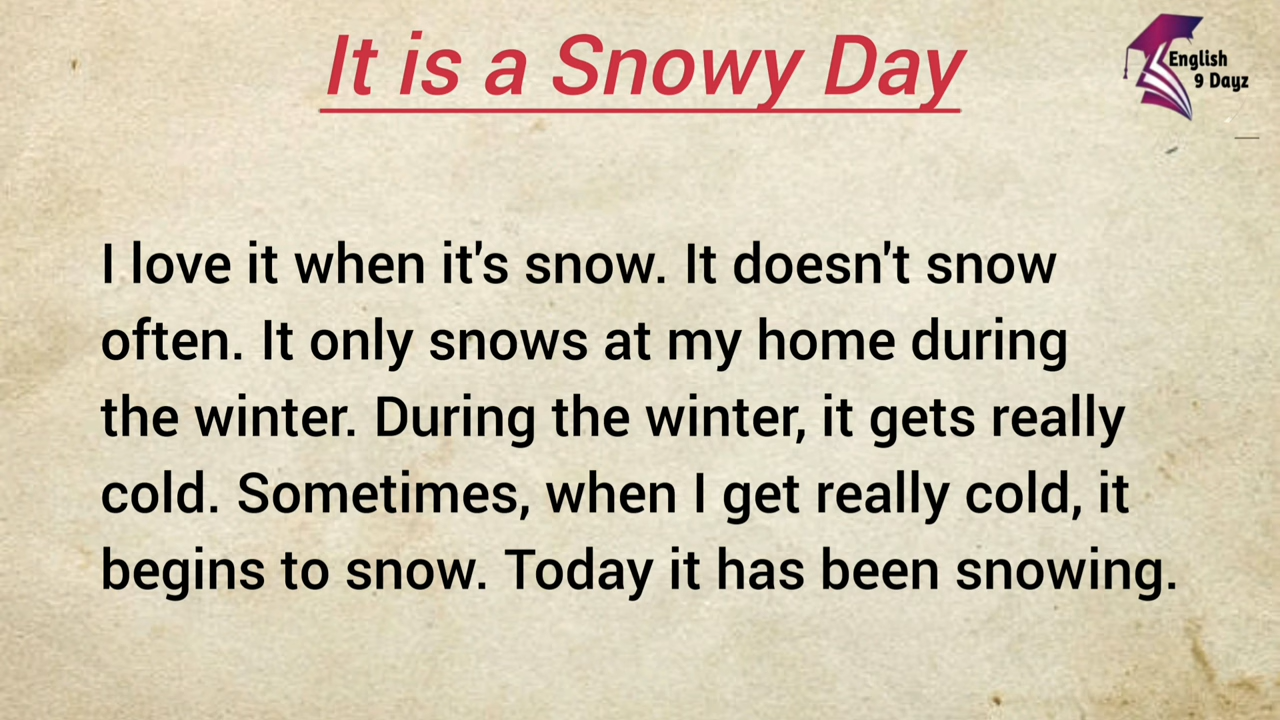 It is a Snowy Day
English
9 Dayz
I love it when it's snow. It doesn't snow
often. It only snows at my home during
the winter. During the winter, it gets really
cold. Sometimes, when I get really cold, it
begins to snow. Today it has been snowing.